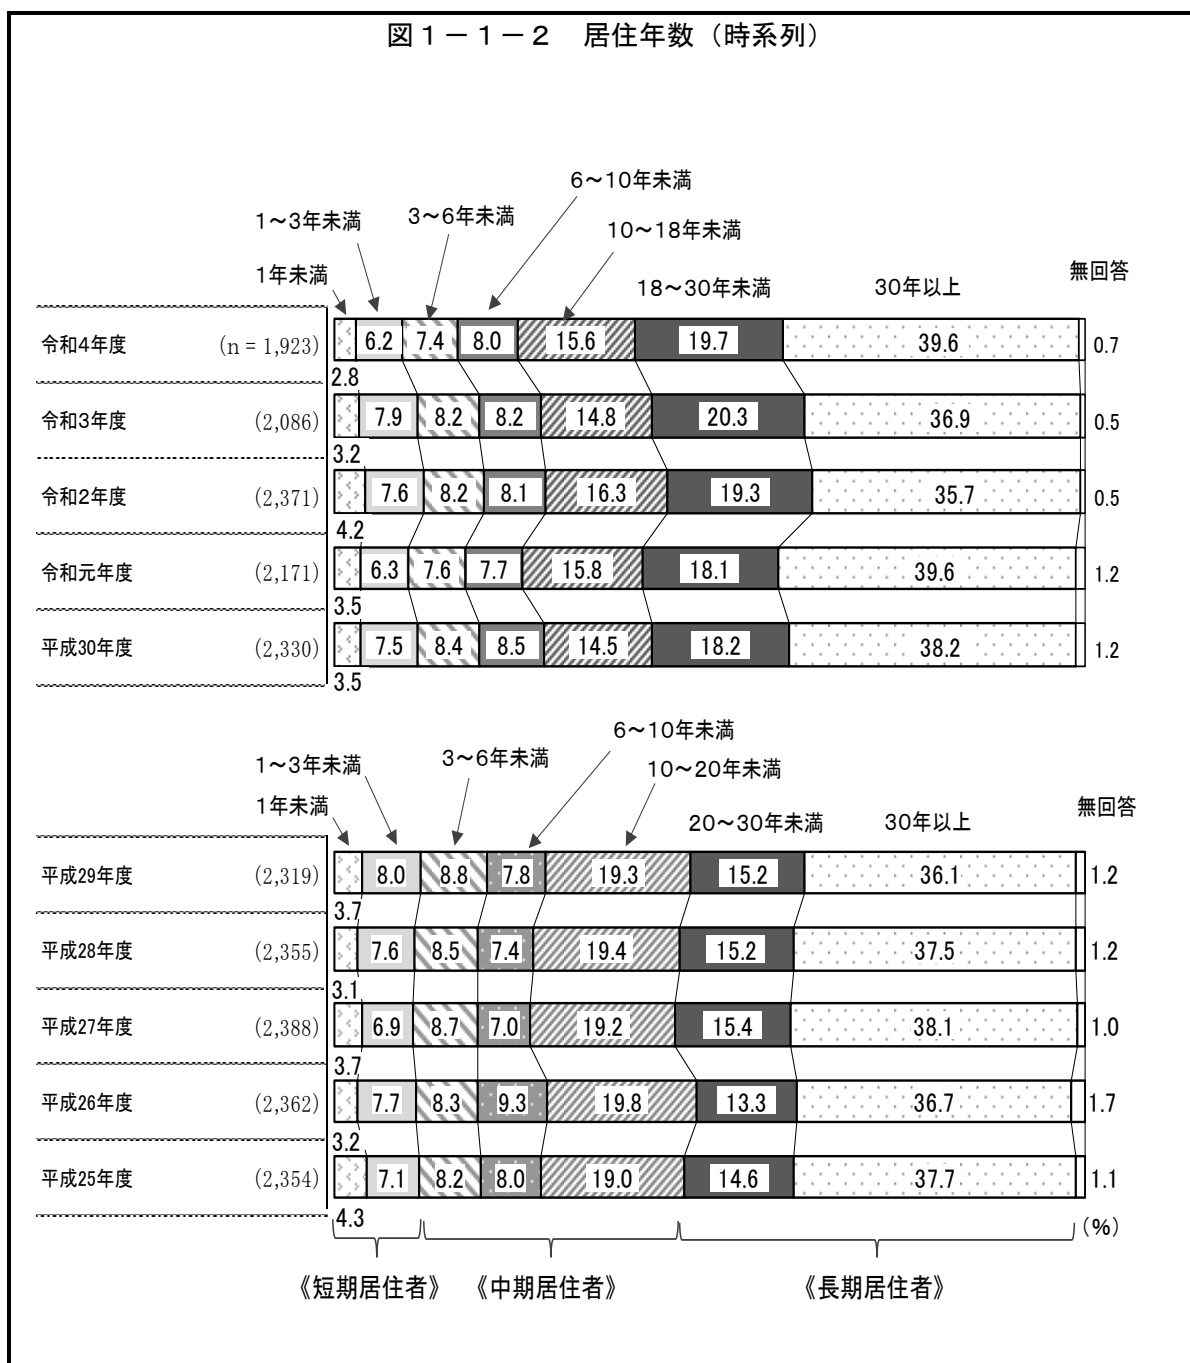 図１－１－２　居住年数（時系列）
6～10年未満
3～6年未満
1～3年未満
10～18年未満
1年未満
18～30年未満
30年以上
無回答
令和4年度 (n = 1,923) 6.2 7.4 8.0 15.6 19.7 39.6 0.7
2.8
令和3年度 (2,086) 7.9 8.2 8.2 14.8 20.3 36.9 0.5
3.2
令和2年度 (2,371) 7.6 8.2 8.1 16.3 19.3 35.7 0.5
4.2
令和元年度 (2,171) 6.3 7.6 7.7 15.8 18.1 39.6 1.2
3.5
平成30年度 (2,330) 7.5 8.4 8.5 14.5 18.2 38.2 1.2
3.5
6～10年未満
3～6年未満
1～3年未満
10～20年未満
1年未満
20～30年未満
30年以上
無回答
平成29年度 (2,319) 8.0 8.8 7.8 19.3 15.2 36.1 1.2
3.7
平成28年度 (2,355) 7.6 8.5 7.4 19.4 15.2 37.5 1.2
3.1
平成27年度 (2,388) 6.9 8.7 7.0 19.2 15.4 38.1 1.0
3.7
平成26年度 (2,362) 7.7 8.3 9.3 19.8 13.3 36.7 1.7
3.2
平成25年度 (2,354) 7.1 8.2 8.0 19.0 14.6 37.7 1.1
4.3
(％)
《短期居住者》 《中期居住者》 《長期居住者》